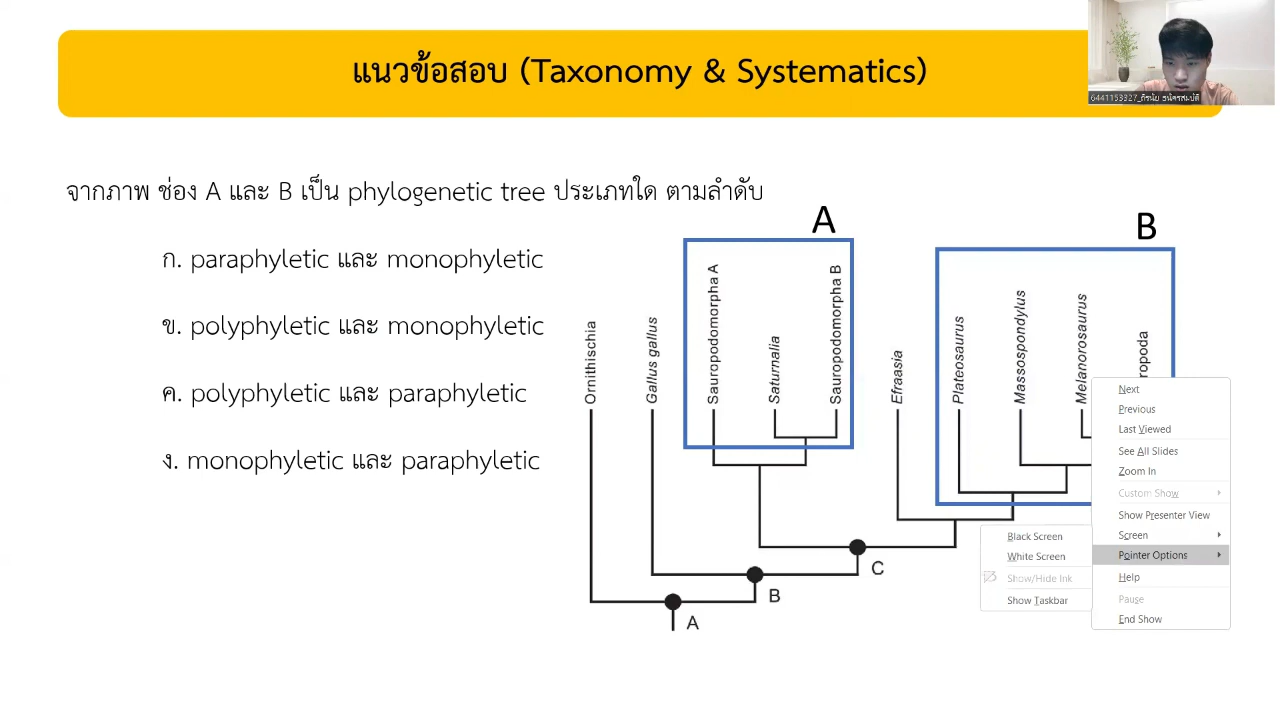 แนวข้อสอบ (Taxonomy & Systematics)
6441153327_ภีรนัย ธนัครสมบัติ
จากภาพ ช่อง A และ B เป็น phylogenetic tree ประเภทใด ตามลำดับ
ก. paraphyletic และ monophyletic
ข. polyphyletic และ monophyletic
ค. polyphyletic และ paraphyletic
ง. monophyletic และ paraphyletic
A
B
Ornithischia
Gallus gallus
Sauropodomorpha A
Saturnalia
Sauropodomorpha B
Efraasia
Plateosaurus
Massospondylus
Melanorosaurus
ropoda
C
B
A
Next
Previous
Last Viewed
See All Slides
Zoom In
Custom Show
Show Presenter View
Screen
Pointer Options
Help
Pause
End Show
Black Screen
White Screen
Show/Hide Ink
Show Taskbar